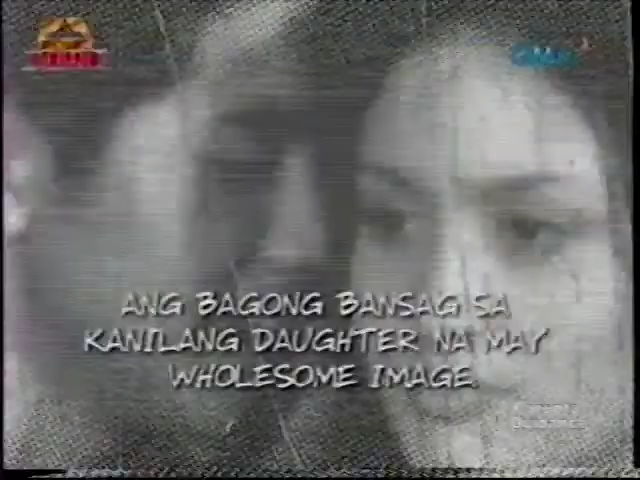 ANG BAGONG BANSAG SA
KANILANG DAUGHTER NA MAY
WHOLESOME IMAGE.